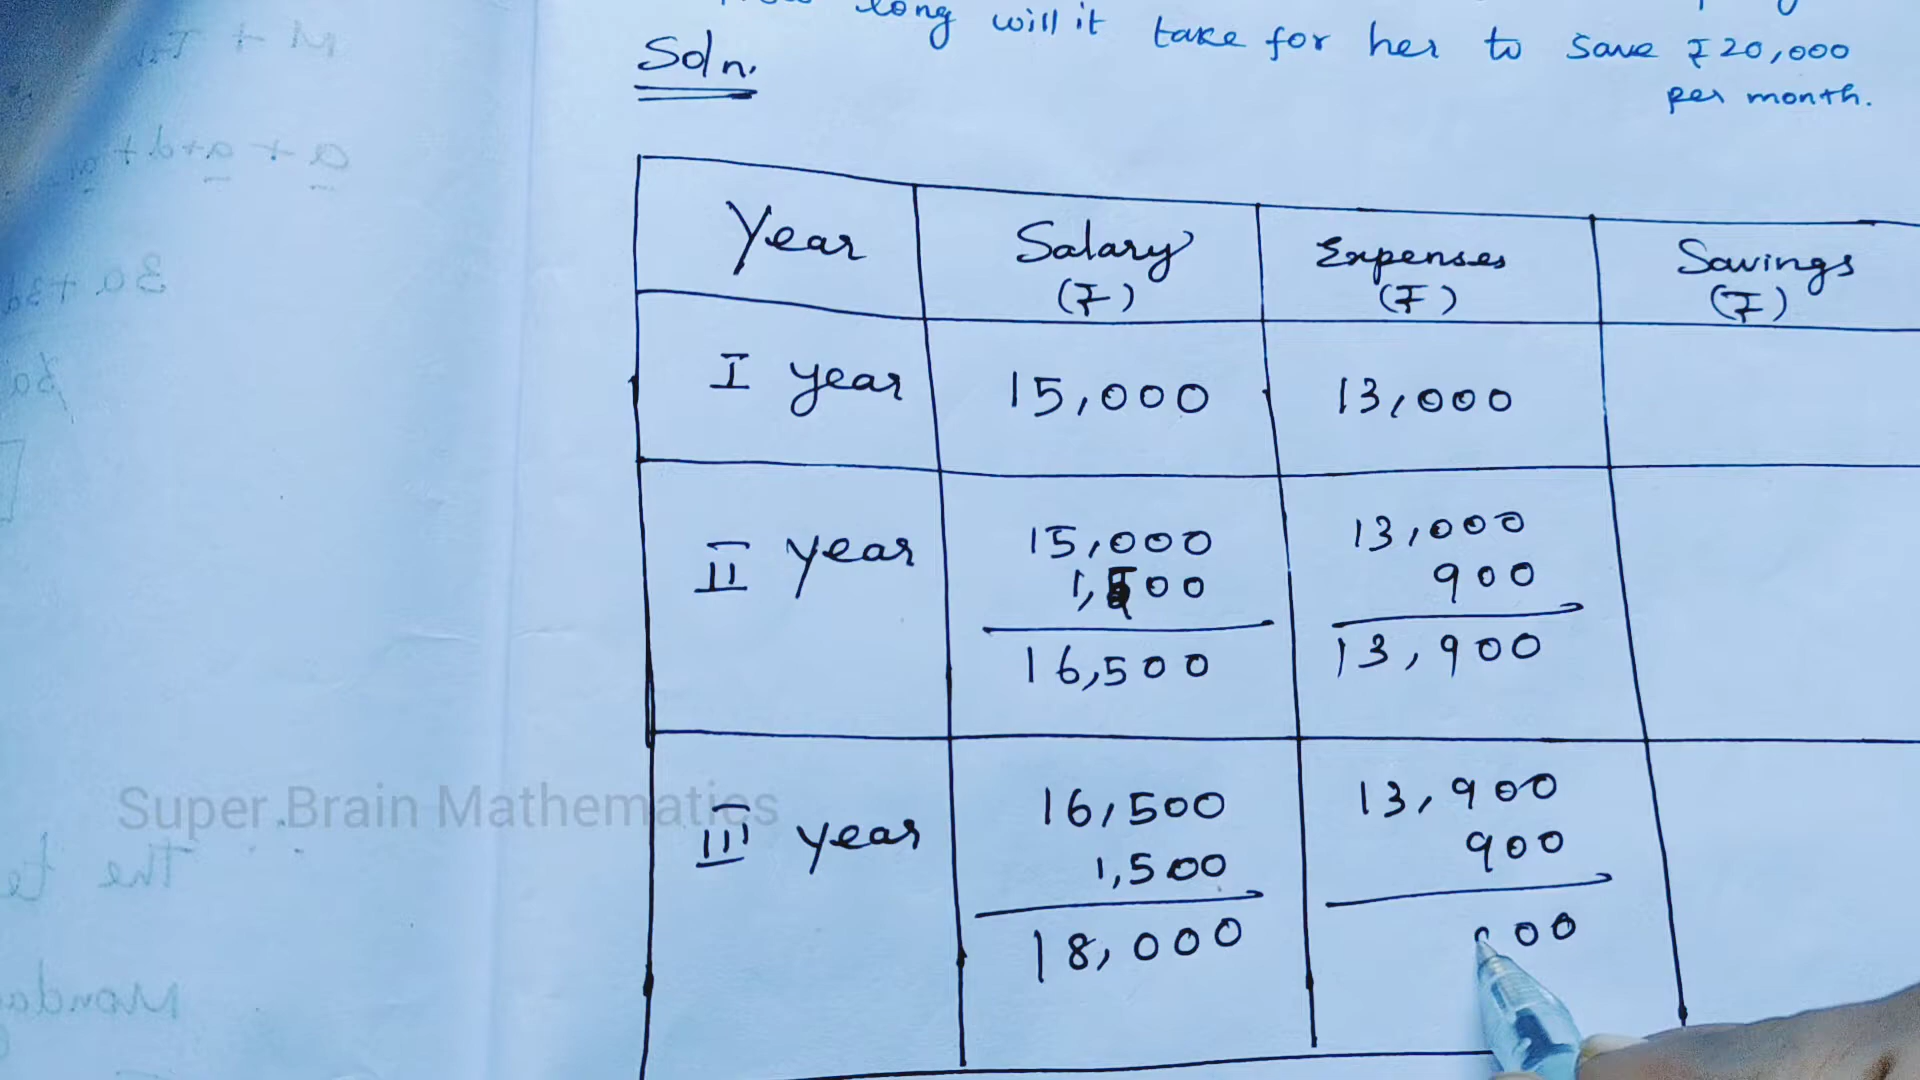 long will it take for her to save ₹20,000
per month.
Soln.
Year Salary (₹) Expenses (₹) Savings (₹)
I year 15,000 13,000
II year 15,000 13,000
1,500 900
16,500 13,900
III year 16,500 13,900
1,500 900
18,000 00
Super Brain Mathematics